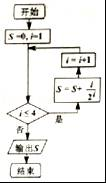 开始
S=0, i=1
i = i+1
S = S + i/2^i
i ≤ 4
否
是
输出S
结束